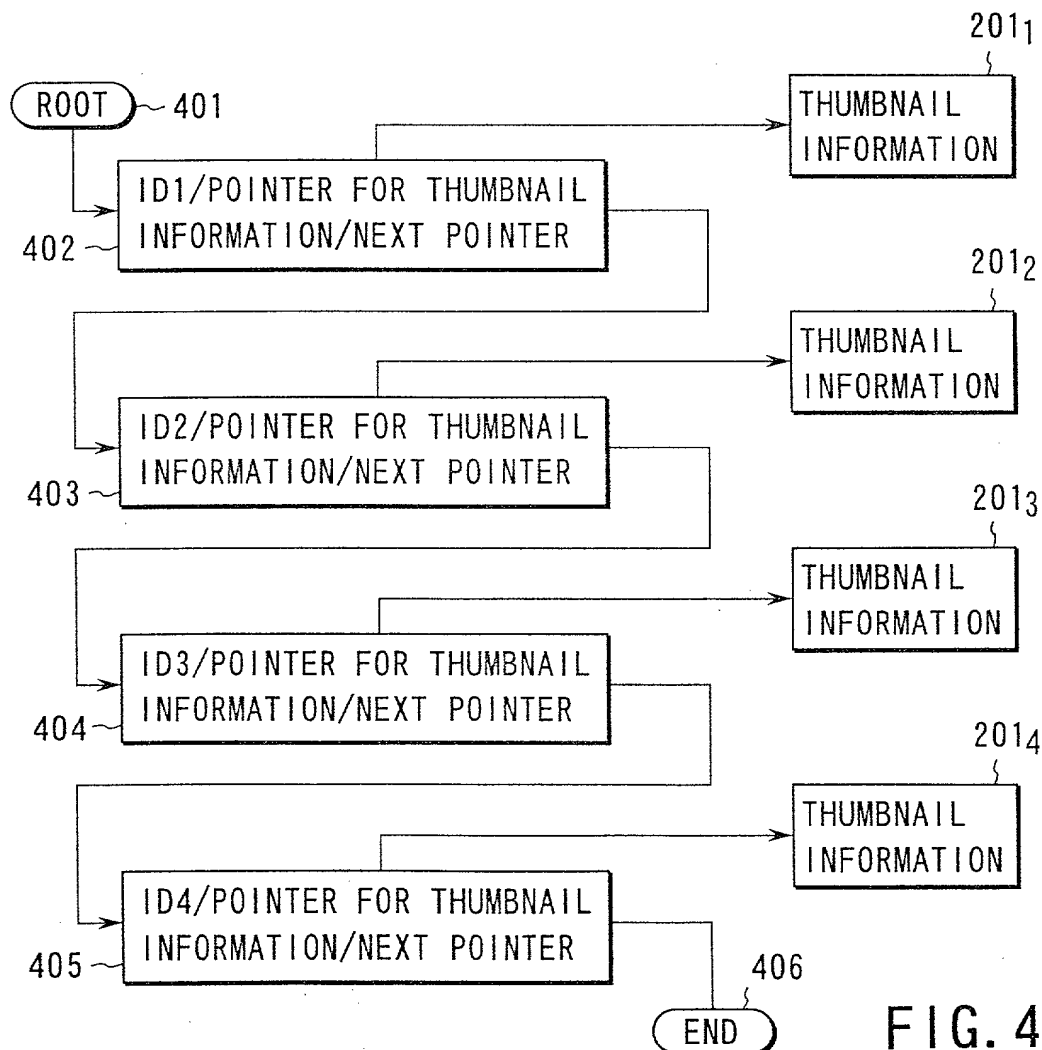 201₁
ROOT
401
THUMBNAIL
INFORMATION
ID1/POINTER FOR THUMBNAIL
INFORMATION/NEXT POINTER
402
201₂
THUMBNAIL
INFORMATION
ID2/POINTER FOR THUMBNAIL
INFORMATION/NEXT POINTER
403
201₃
THUMBNAIL
INFORMATION
ID3/POINTER FOR THUMBNAIL
INFORMATION/NEXT POINTER
404
201₄
THUMBNAIL
INFORMATION
ID4/POINTER FOR THUMBNAIL
INFORMATION/NEXT POINTER
405
406
END
FIG. 4